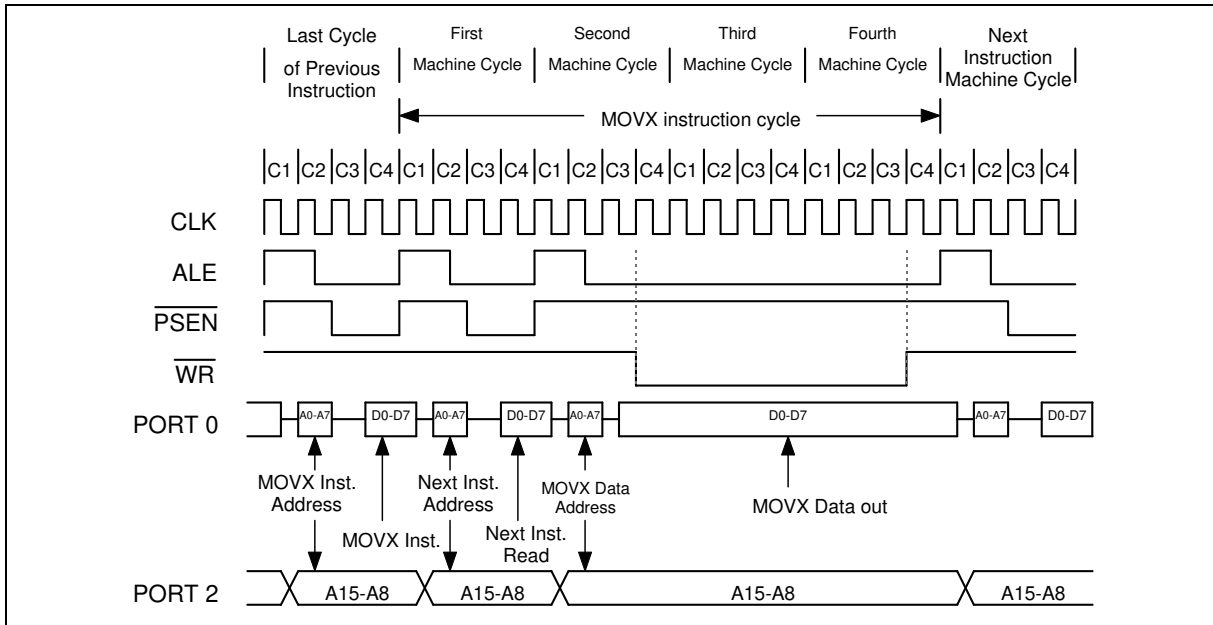 Last Cycle
of Previous
Instruction
First
Machine Cycle
Second
Machine Cycle
Third
Machine Cycle
Fourth
Machine Cycle
Next
Instruction
Machine Cycle
MOVX instruction cycle
C1 C2 C3 C4 C1 C2 C3 C4 C1 C2 C3 C4 C1 C2 C3 C4 C1 C2 C3 C4 C1 C2 C3 C4
CLK
ALE
PSEN
WR
PORT 0
A0-A7 D0-D7 A0-A7 D0-D7 A0-A7 D0-D7 A0-A7 D0-D7
MOVX Inst.
Address
MOVX Inst.
Next Inst.
Address
Next Inst.
Read
MOVX Data
Address
MOVX Data out
PORT 2
A15-A8 A15-A8 A15-A8 A15-A8